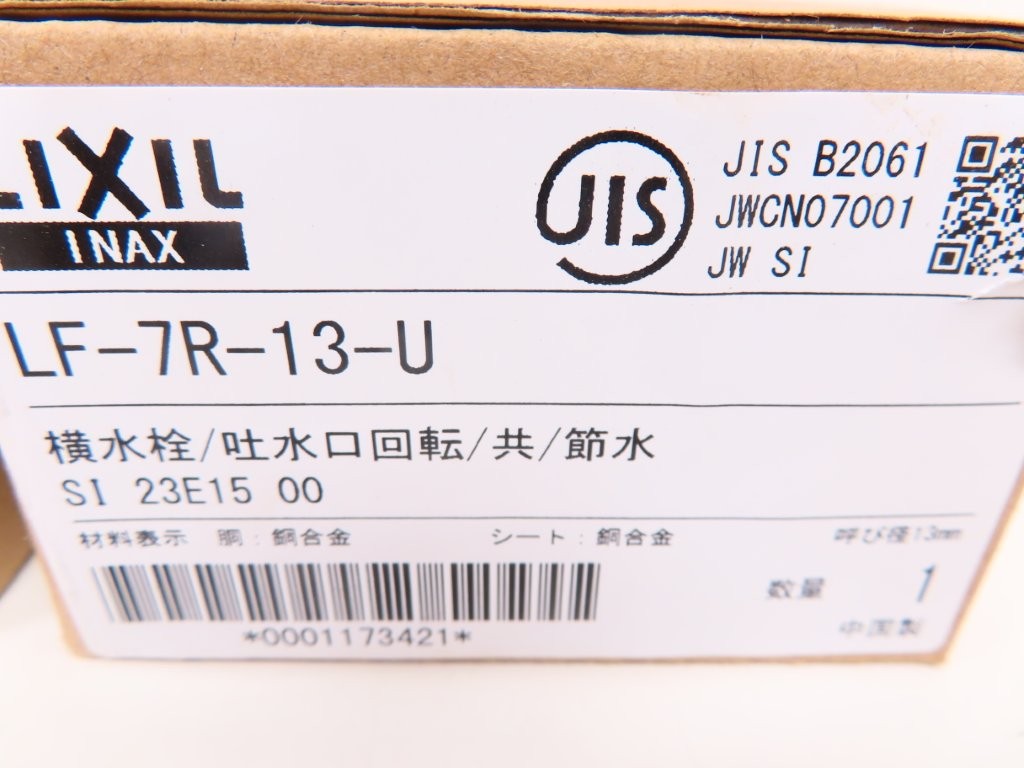 LIXIL
INAX
JIS
JIS B2061
JWCN07001
JW SI
LF-7R-13-U
横水栓/吐水口回転/共/節水
SI 23E15 00
材料表示 胴:銅合金 シート:銅合金 呼び径13mm
数量 1
*0001173421*
中国製